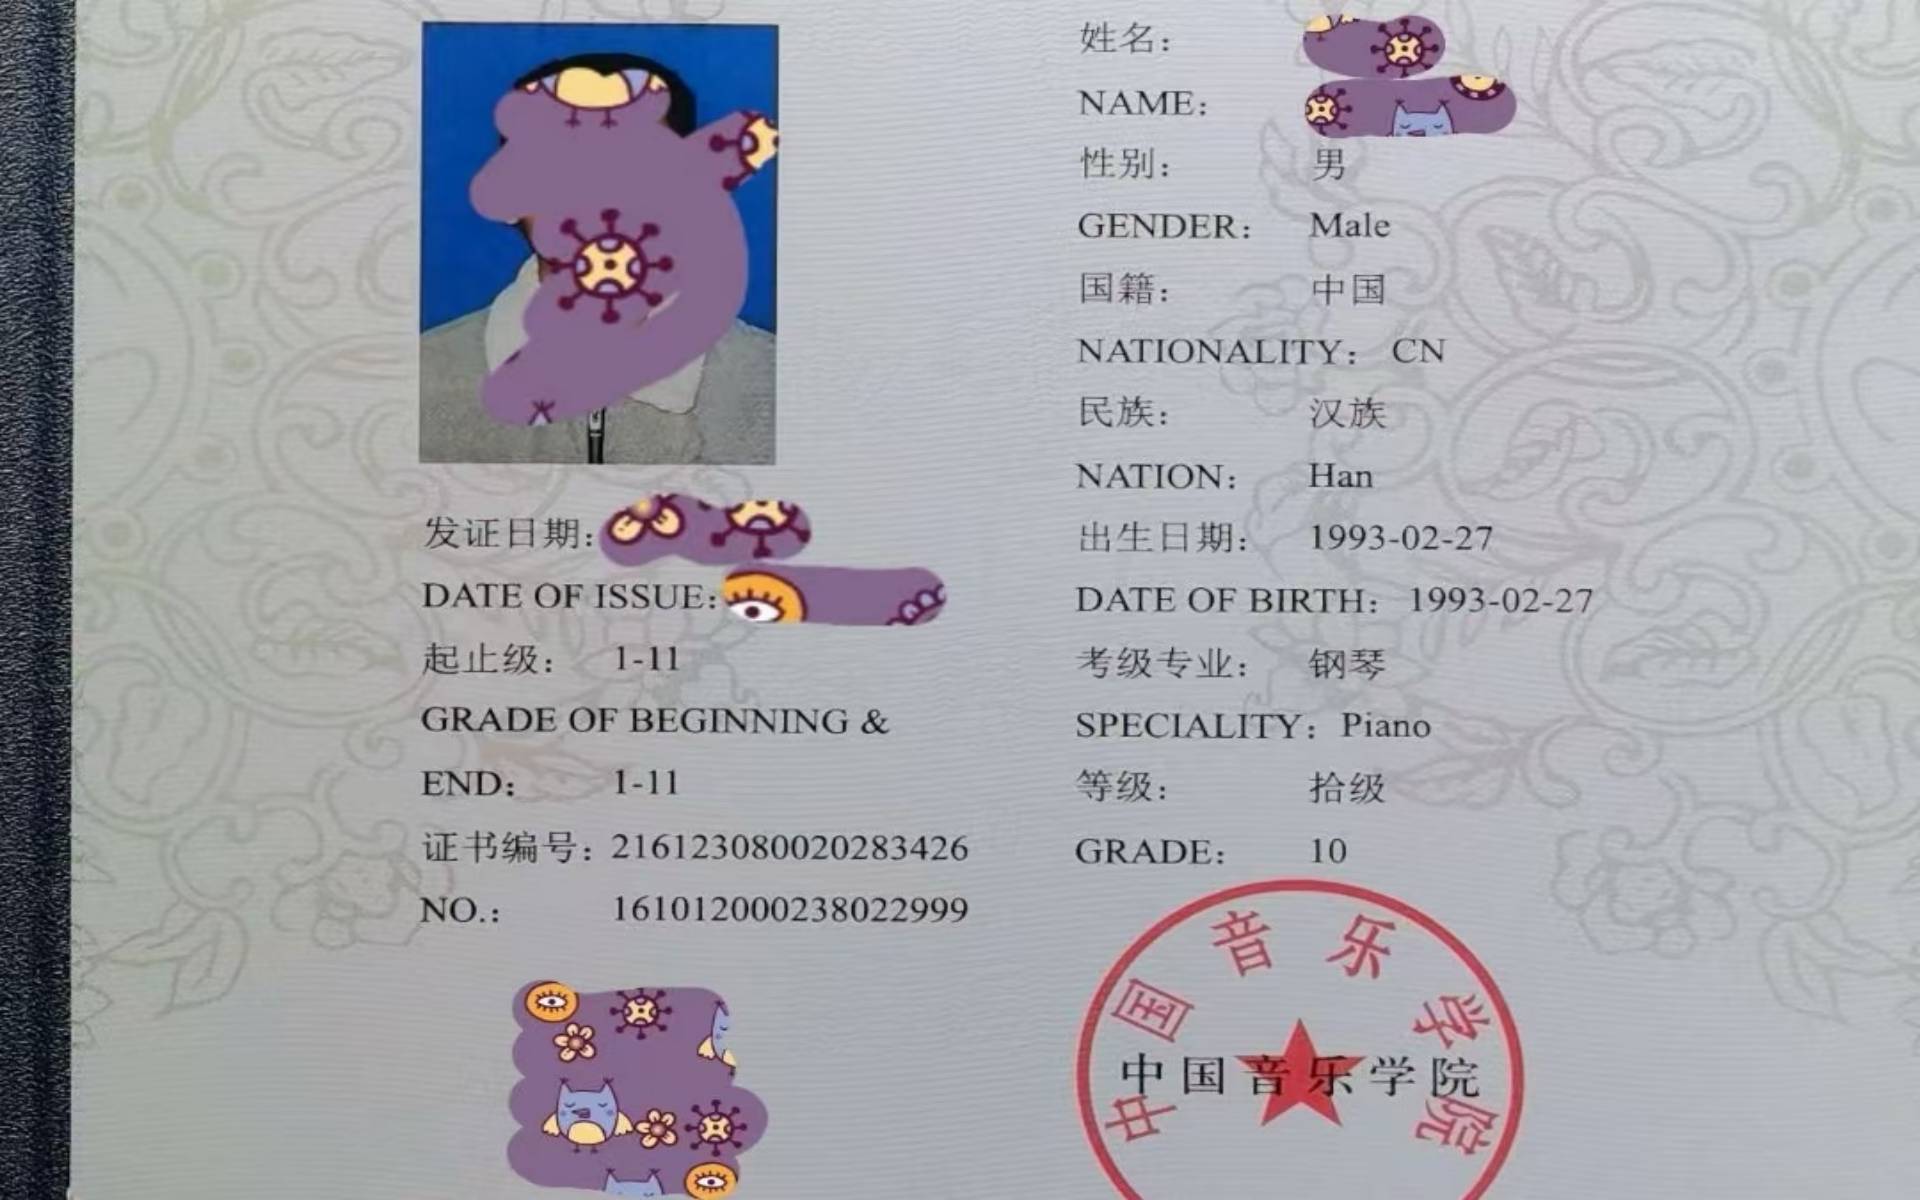 发证日期:
DATE OF ISSUE:
起止级: 1-11
GRADE OF BEGINNING &
END: 1-11
证书编号: 216123080020283426
NO.: 161012000238022999
姓名:
NAME:
性别: 男
GENDER: Male
国籍: 中国
NATIONALITY: CN
民族: 汉族
NATION: Han
出生日期: 1993-02-27
DATE OF BIRTH: 1993-02-27
考级专业: 钢琴
SPECIALITY: Piano
等级: 拾级
GRADE: 10
中国音乐学院
中国音乐学院